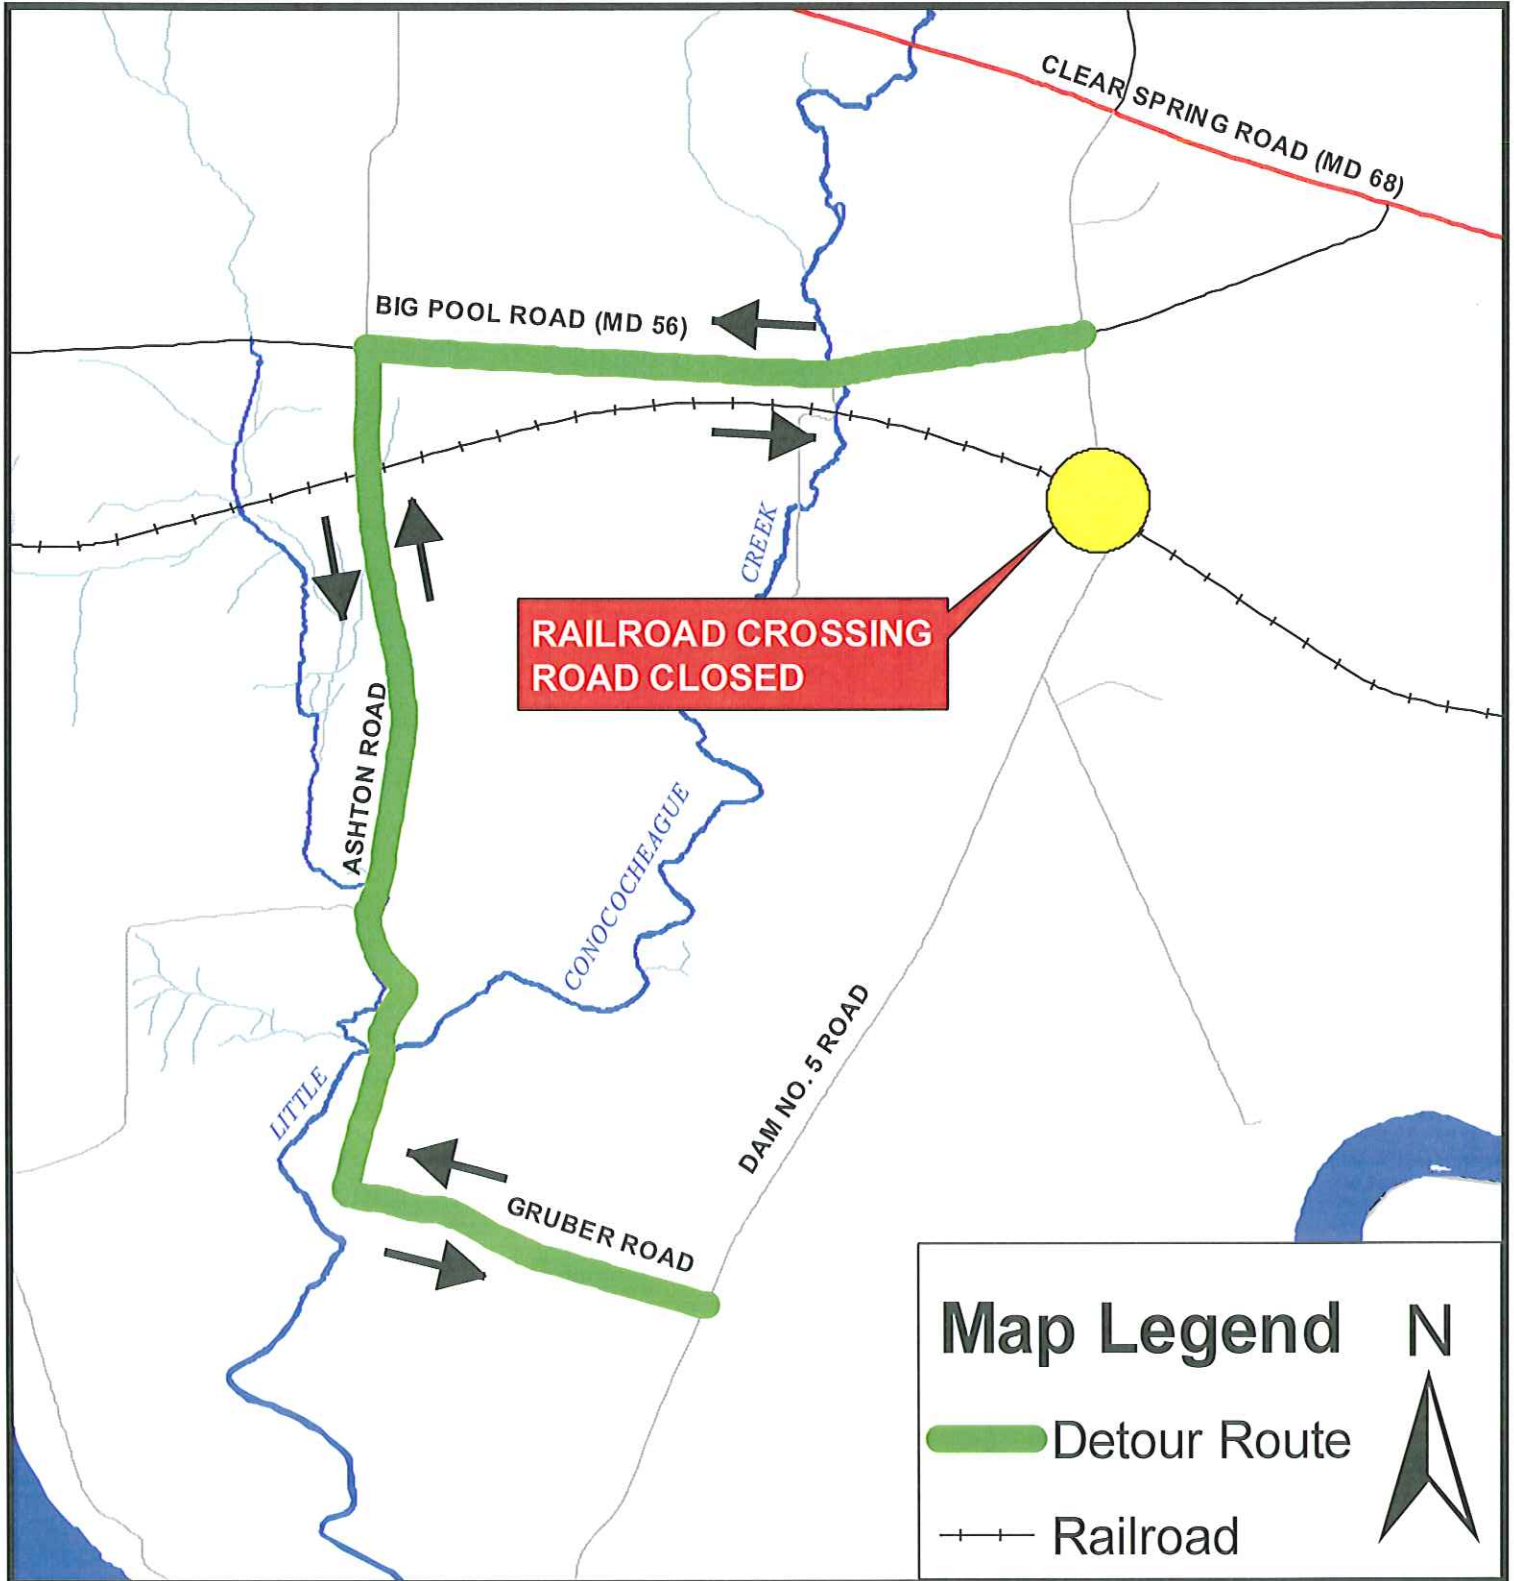 CLEAR SPRING ROAD (MD 68)
BIG POOL ROAD (MD 56)
CREEK
RAILROAD CROSSING
ROAD CLOSED
ASHTON ROAD
CONOCOCHEAGUE
DAM NO. 5 ROAD
LITTLE
GRUBER ROAD
Map Legend
N
Detour Route
Railroad